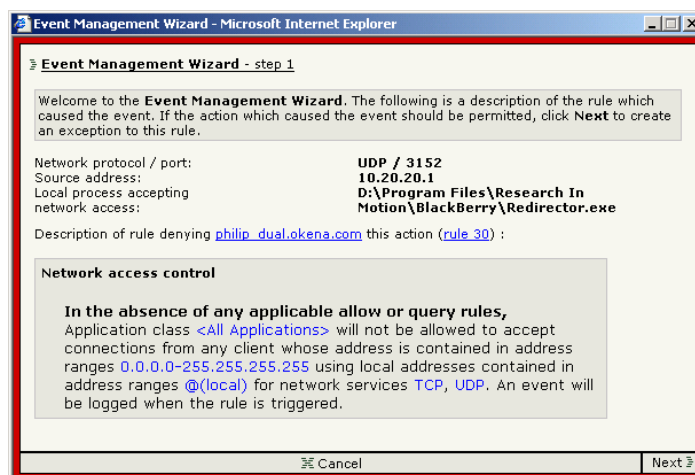 Event Management Wizard - Microsoft Internet Explorer
Event Management Wizard - step 1
Welcome to the Event Management Wizard. The following is a description of the rule which
caused the event. If the action which caused the event should be permitted, click Next to create
an exception to this rule.
Network protocol / port: UDP / 3152
Source address: 10.20.20.1
Local process accepting D:\Program Files\Research In
network access: Motion\BlackBerry\Redirector.exe
Description of rule denying philip_dual.okena.com this action (rule 30) :
Network access control
In the absence of any applicable allow or query rules,
Application class <All Applications> will not be allowed to accept
connections from any client whose address is contained in address
ranges 0.0.0.0-255.255.255.255 using local addresses contained in
address ranges @(local) for network services TCP, UDP. An event will
be logged when the rule is triggered.
Cancel Next